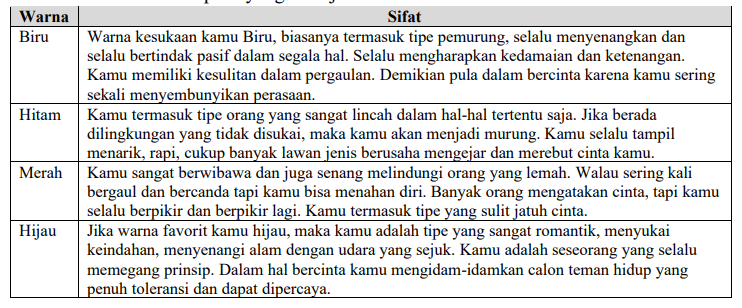 Warna Sifat
Biru Warna kesukaan kamu Biru, biasanya termasuk tipe pemurung, selalu menyenangkan dan
selalu bertindak pasif dalam segala hal. Selalu mengharapkan kedamaian dan ketenangan.
Kamu memiliki kesulitan dalam pergaulan. Demikian pula dalam bercinta karena kamu sering
sekali menyembunyikan perasaan.
Hitam Kamu termasuk tipe orang yang sangat lincah dalam hal-hal tertentu saja. Jika berada
dilingkungan yang tidak disukai, maka kamu akan menjadi murung. Kamu selalu tampil
menarik, rapi, cukup banyak lawan jenis berusaha mengejar dan merebut cinta kamu.
Merah Kamu sangat berwibawa dan juga senang melindungi orang yang lemah. Walau sering kali
bergaul dan bercanda tapi kamu bisa menahan diri. Banyak orang mengatakan cinta, tapi kamu
selalu berpikir dan berpikir lagi. Kamu termasuk tipe yang sulit jatuh cinta.
Hijau Jika warna favorit kamu hijau, maka kamu adalah tipe yang sangat romantik, menyukai
keindahan, menyenangi alam dengan udara yang sejuk. Kamu adalah seseorang yang selalu
memegang prinsip. Dalam hal bercinta kamu mengidam-idamkan calon teman hidup yang
penuh toleransi dan dapat dipercaya.